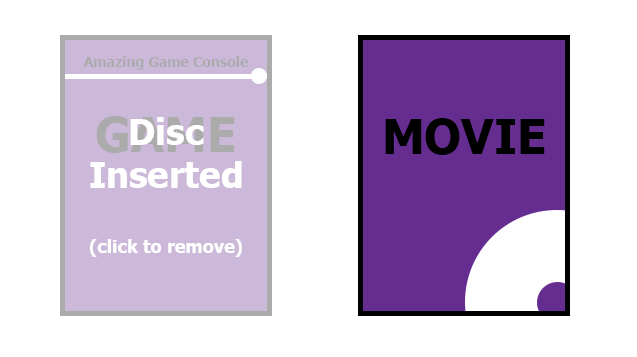 Amazing Game Console
GAME
Disc
Inserted
(click to remove)
MOVIE